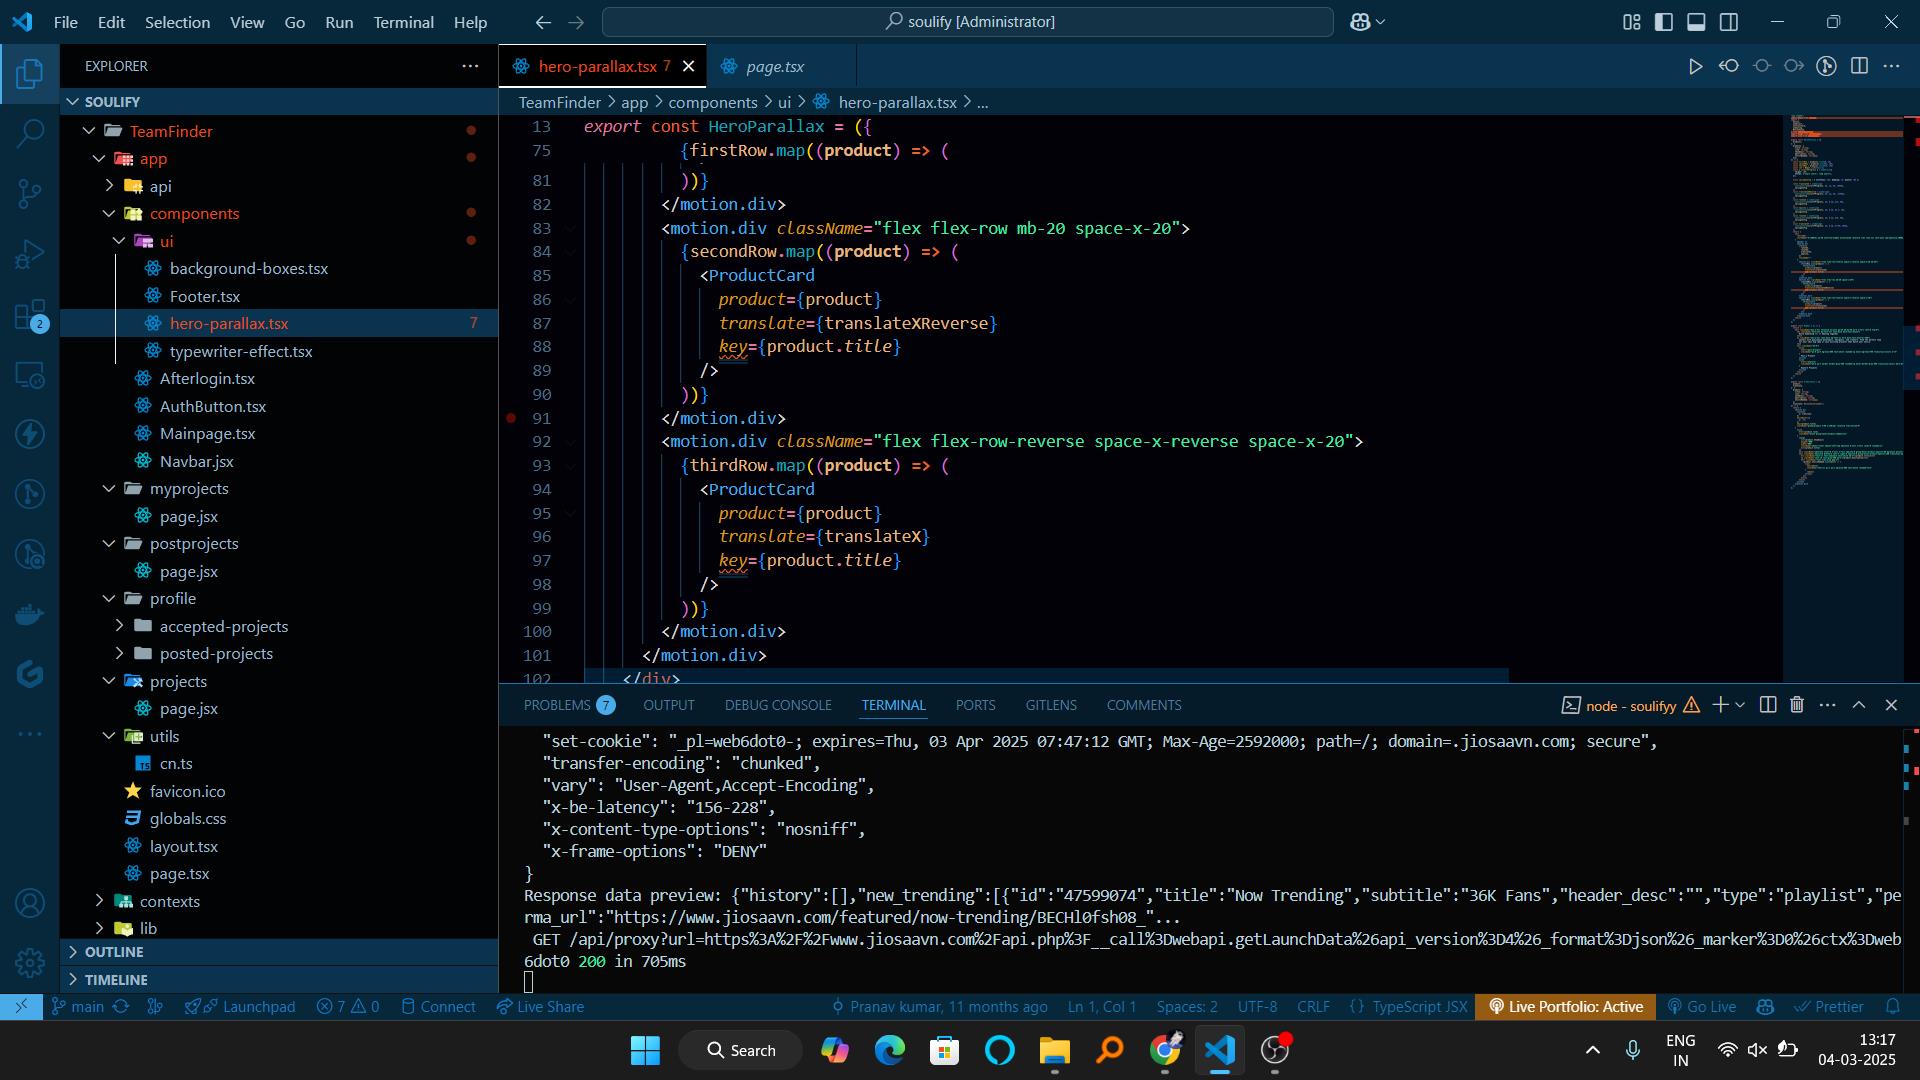 File Edit Selection View Go Run Terminal Help
soulify [Administrator]
EXPLORER
SOULIFY
TeamFinder
app
api
components
ui
background-boxes.tsx
Footer.tsx
hero-parallax.tsx 7
typewriter-effect.tsx
Afterlogin.tsx
AuthButton.tsx
Mainpage.tsx
Navbar.jsx
myprojects
page.jsx
postprojects
page.jsx
profile
accepted-projects
posted-projects
projects
page.jsx
utils
cn.ts
favicon.ico
globals.css
layout.tsx
page.tsx
contexts
lib
OUTLINE
TIMELINE
2
hero-parallax.tsx 7 page.tsx
TeamFinder > app > components > ui > hero-parallax.tsx > ...
13 export const HeroParallax = ({
75 {firstRow.map((product) => (
81 ))}
82 </motion.div>
83 <motion.div className="flex flex-row mb-20 space-x-20">
84 {secondRow.map((product) => (
85 <ProductCard
86 product={product}
87 translate={translateXReverse}
88 key={product.title}
89 />
90 ))}
91 </motion.div>
92 <motion.div className="flex flex-row-reverse space-x-reverse space-x-20">
93 {thirdRow.map((product) => (
94 <ProductCard
95 product={product}
96 translate={translateX}
97 key={product.title}
98 />
99 ))}
100 </motion.div>
101 </motion.div>
102 </div>
PROBLEMS 7 OUTPUT DEBUG CONSOLE TERMINAL PORTS GITLENS COMMENTS
node - soulifyy
"set-cookie": "_pl=web6dot0-; expires=Thu, 03 Apr 2025 07:47:12 GMT; Max-Age=2592000; path=/; domain=.jiosaavn.com; secure",
"transfer-encoding": "chunked",
"vary": "User-Agent,Accept-Encoding",
"x-be-latency": "156-228",
"x-content-type-options": "nosniff",
"x-frame-options": "DENY"
}
Response data preview: {"history":[],"new_trending":[{"id":"47599074","title":"Now Trending","subtitle":"36K Fans","header_desc":"","type":"playlist","pe
rma_url":"https://www.jiosaavn.com/featured/now-trending/BECHl0fsh08_"...
GET /api/proxy?url=https%3A%2F%2Fwww.jiosaavn.com%2Fapi.php%3F__call%3Dwebapi.getLaunchData%26api_version%3D4%26_format%3Djson%26_marker%3D0%26ctx%3Dweb
6dot0 200 in 705ms
main Launchpad 7 0 Connect Live Share
Pranav kumar, 11 months ago Ln 1, Col 1 Spaces: 2 UTF-8 CRLF {} TypeScript JSX Live Portfolio: Active Go Live Prettier
Search
ENG
IN
13:17
04-03-2025